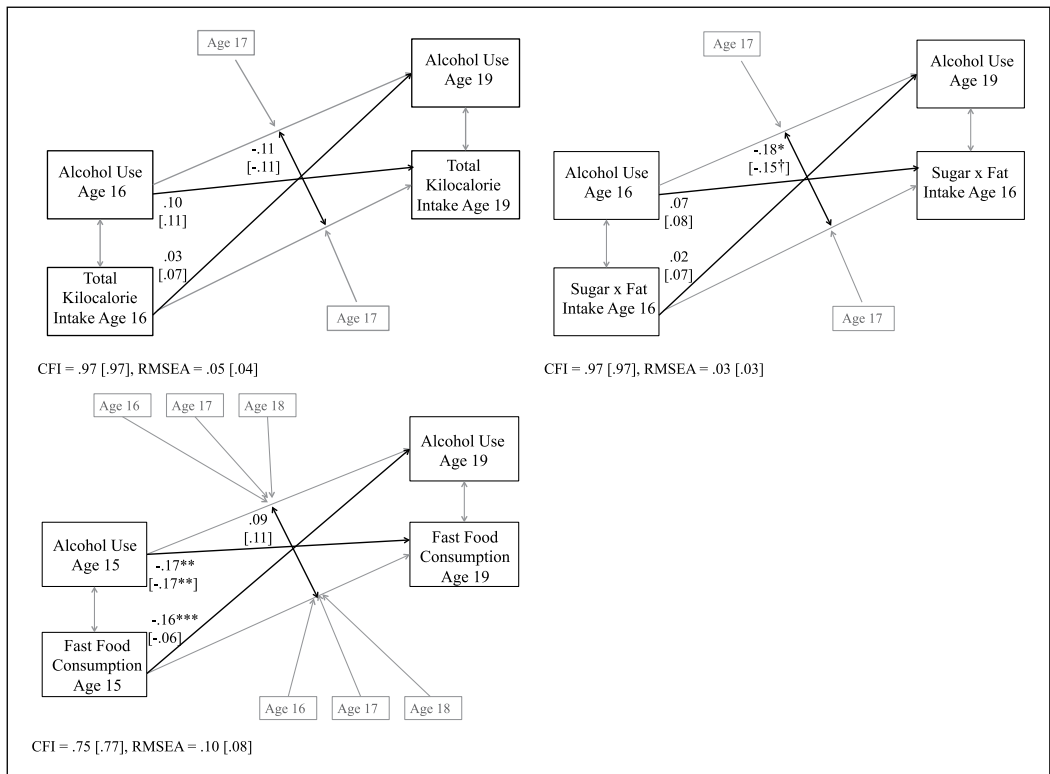 Age 17
Alcohol Use
Age 19
-.11
[-.11]
Alcohol Use
Age 16
Total
Kilocalorie
Intake Age 19
.10
[.11]
.03
[.07]
Total
Kilocalorie
Intake Age 16
Age 17
CFI = .97 [.97], RMSEA = .05 [.04]
Age 17
Alcohol Use
Age 19
-.18*
[-.15†]
Alcohol Use
Age 16
Sugar x Fat
Intake Age 16
.07
[.08]
.02
[.07]
Sugar x Fat
Intake Age 16
Age 17
CFI = .97 [.97], RMSEA = .03 [.03]
Age 16
Age 17
Age 18
Alcohol Use
Age 19
.09
[.11]
Alcohol Use
Age 15
Fast Food
Consumption
Age 19
-.17**
[-.17**]
-.16***
[-.06]
Fast Food
Consumption
Age 15
Age 16
Age 17
Age 18
CFI = .75 [.77], RMSEA = .10 [.08]